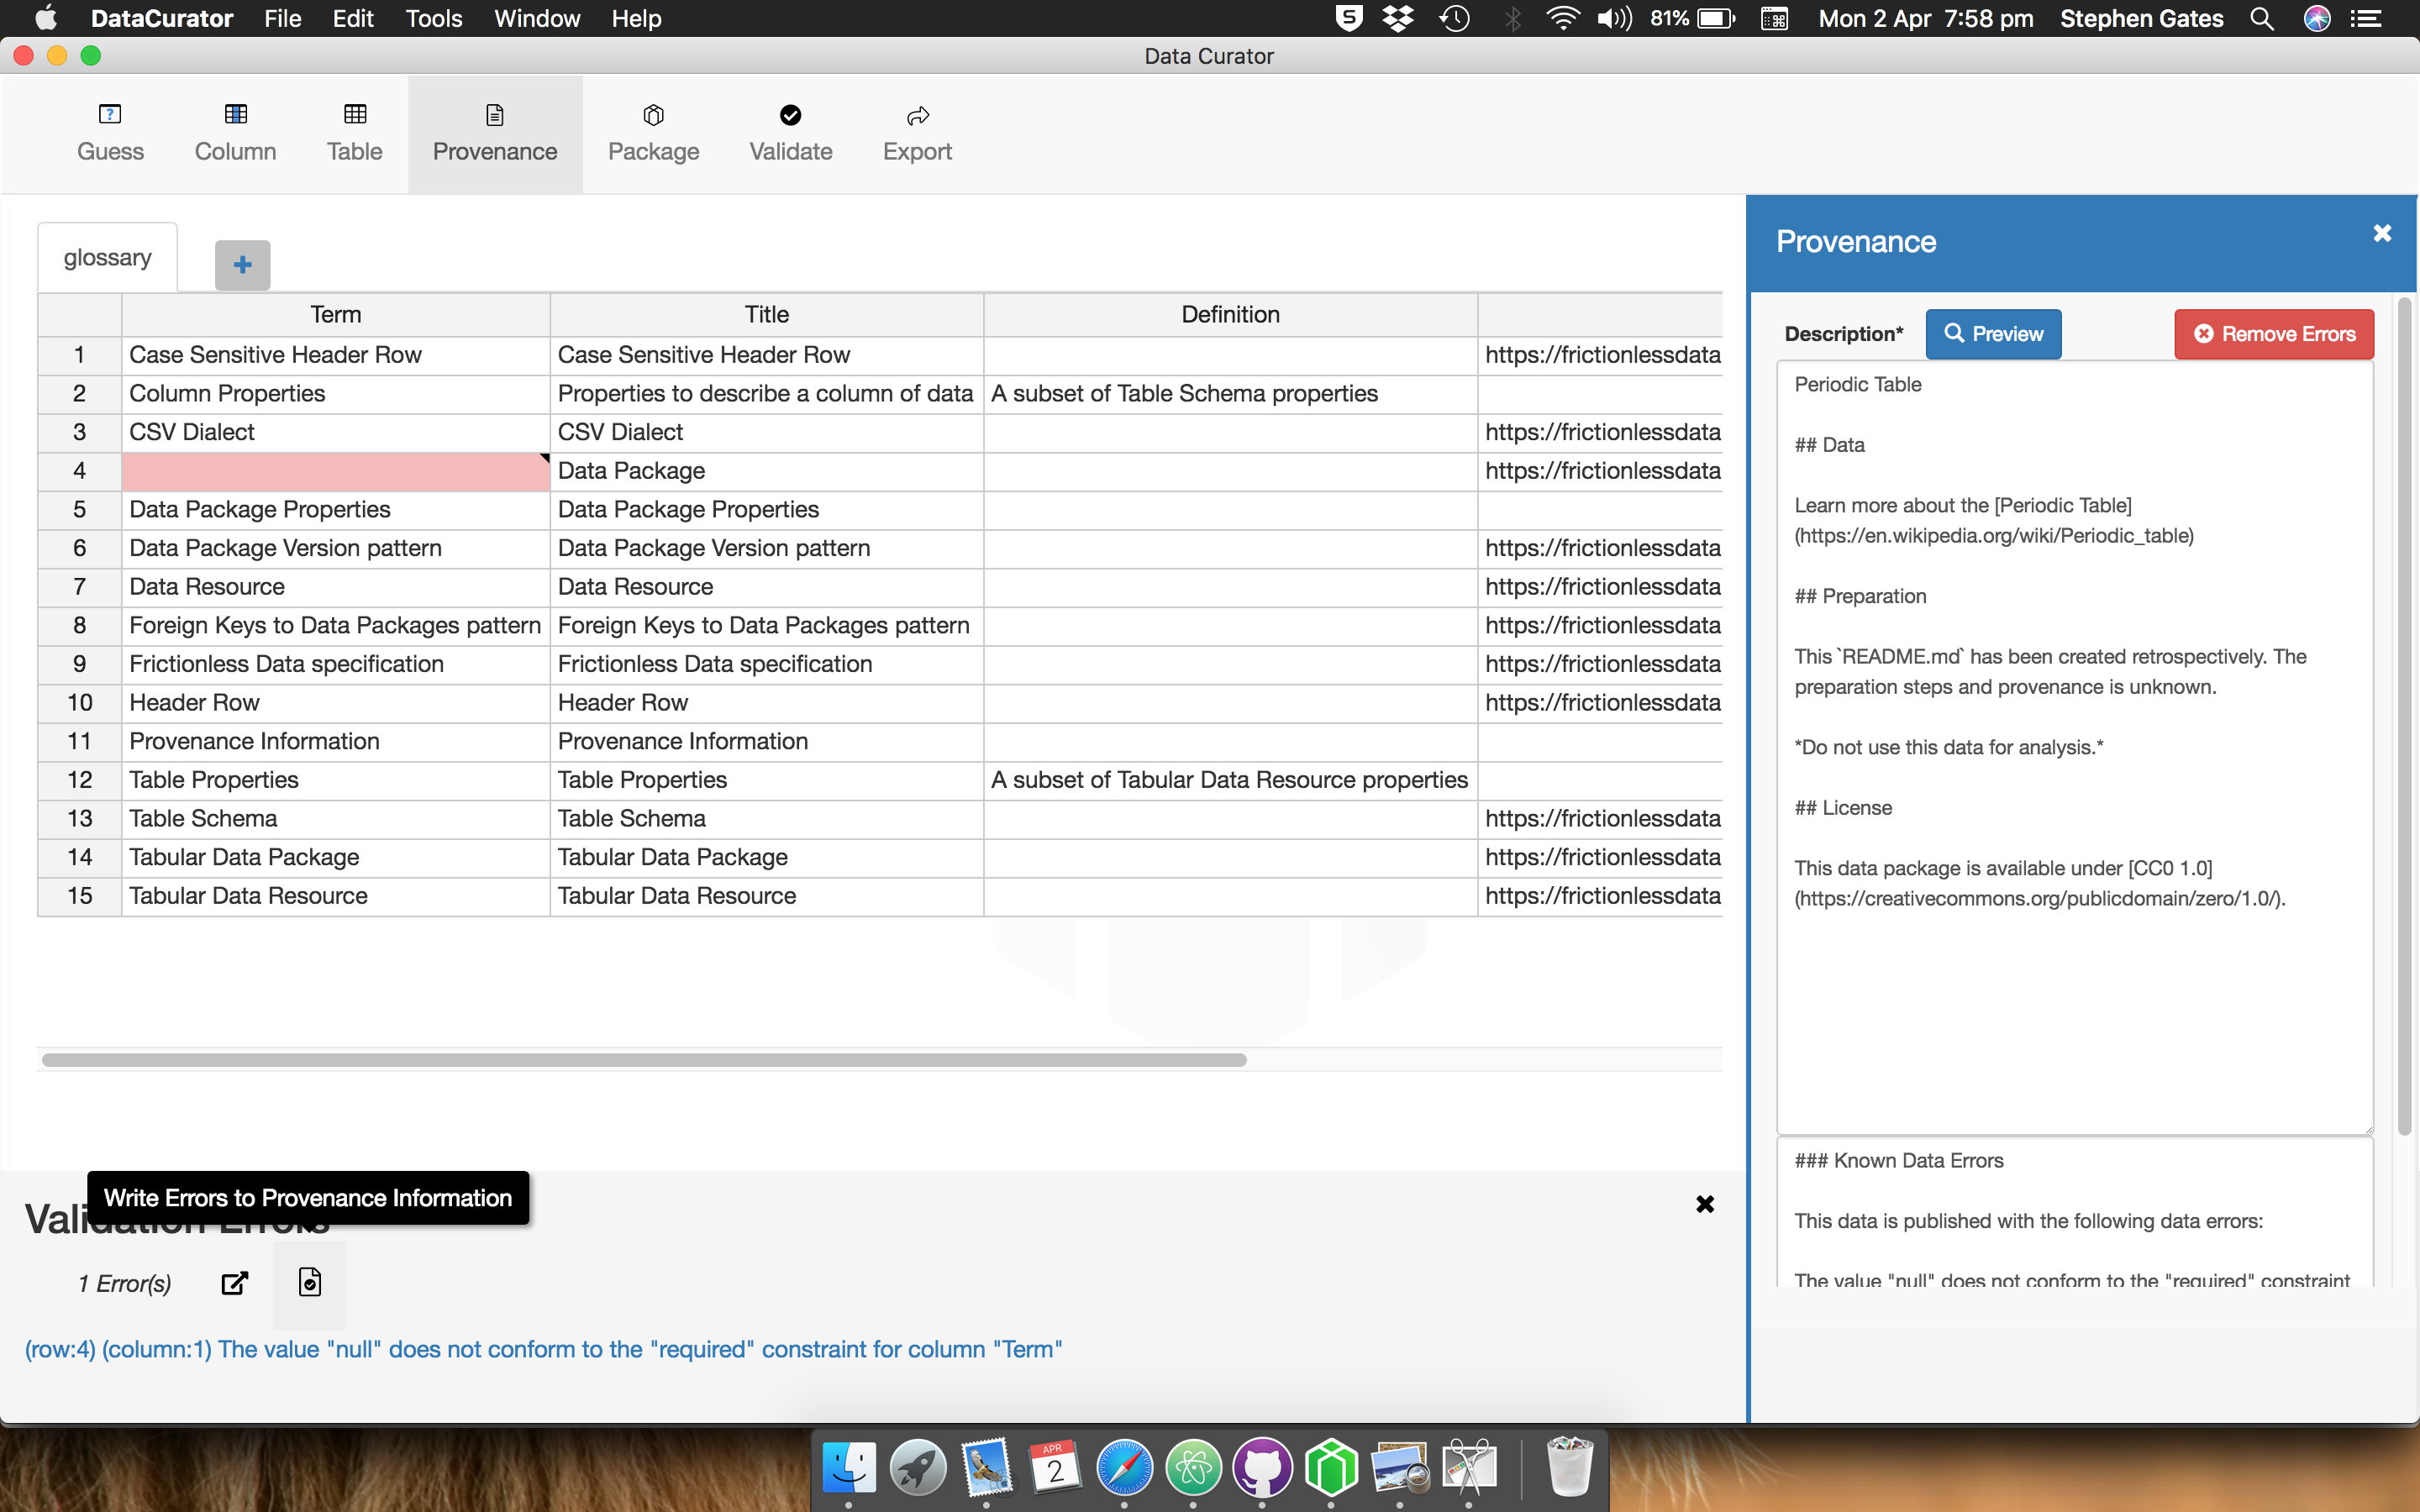 DataCurator File Edit Tools Window Help 81% Mon 2 Apr 7:58 pm Stephen Gates
Data Curator
Guess Column Table Provenance Package Validate Export
glossary
Term Title Definition
1 Case Sensitive Header Row Case Sensitive Header Row https://frictionlessdata
2 Column Properties Properties to describe a column of data A subset of Table Schema properties
3 CSV Dialect CSV Dialect https://frictionlessdata
4 Data Package https://frictionlessdata
5 Data Package Properties Data Package Properties
6 Data Package Version pattern Data Package Version pattern https://frictionlessdata
7 Data Resource Data Resource https://frictionlessdata
8 Foreign Keys to Data Packages pattern Foreign Keys to Data Packages pattern https://frictionlessdata
9 Frictionless Data specification Frictionless Data specification https://frictionlessdata
10 Header Row Header Row https://frictionlessdata
11 Provenance Information Provenance Information
12 Table Properties Table Properties A subset of Tabular Data Resource properties
13 Table Schema Table Schema https://frictionlessdata
14 Tabular Data Package Tabular Data Package https://frictionlessdata
15 Tabular Data Resource Tabular Data Resource https://frictionlessdata
Write Errors to Provenance Information
Validation Errors
1 Error(s)
(row:4) (column:1) The value "null" does not conform to the "required" constraint for column "Term"
Provenance
Description* Preview Remove Errors
Periodic Table
## Data
Learn more about the [Periodic Table]
(https://en.wikipedia.org/wiki/Periodic_table)
## Preparation
This `README.md` has been created retrospectively. The
preparation steps and provenance is unknown.
*Do not use this data for analysis.*
## License
This data package is available under [CC0 1.0]
(https://creativecommons.org/publicdomain/zero/1.0/).
### Known Data Errors
This data is published with the following data errors:
The value "null" does not conform to the "required" constraint
APR
2